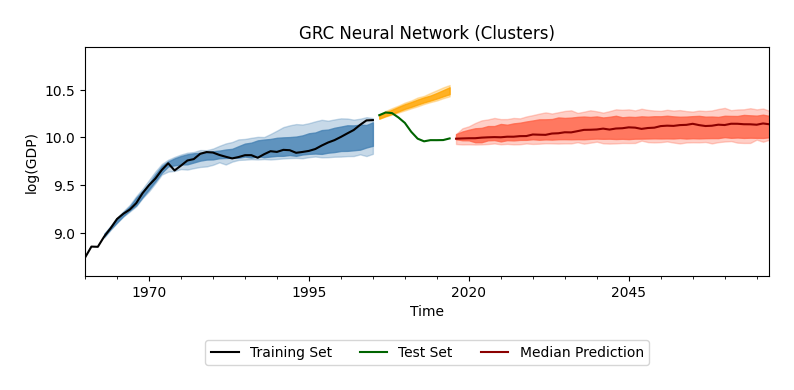 GRC Neural Network (Clusters)
10.5
10.0
9.5
9.0
log(GDP)
1970 1995 2020 2045
Time
Training Set Test Set Median Prediction